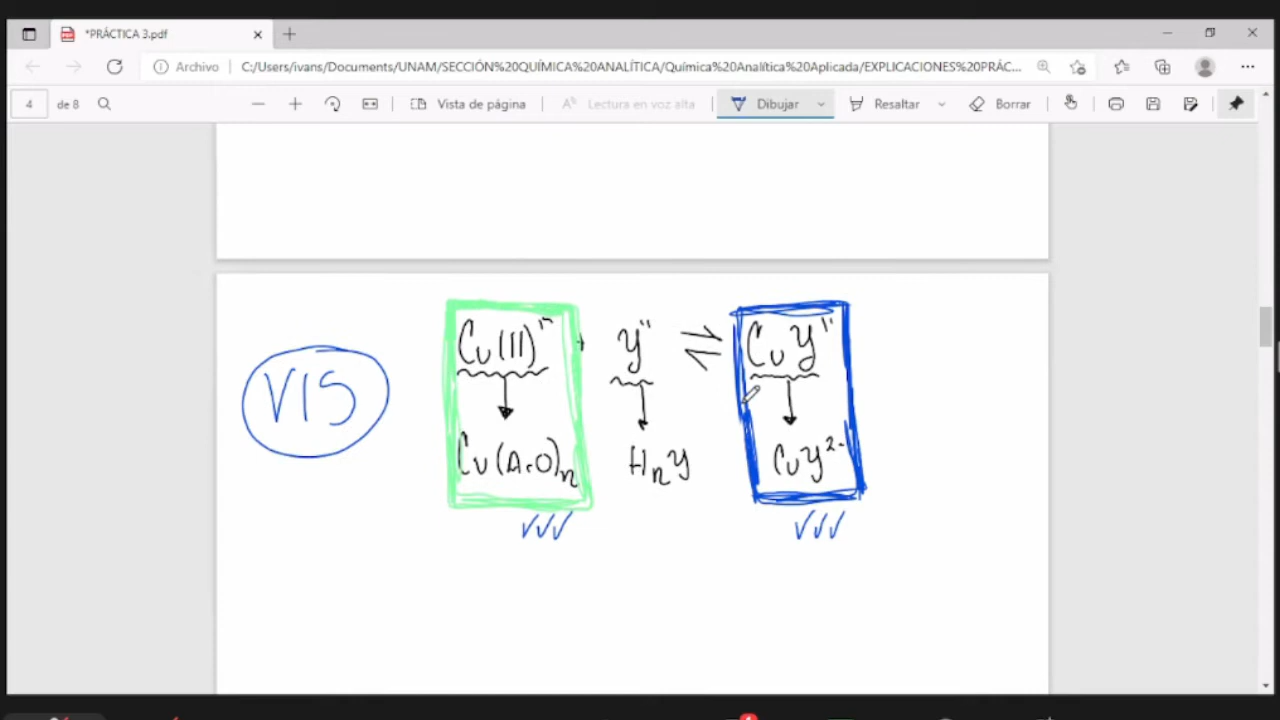 *PRÁCTICA 3.pdf
Archivo C:/Users/ivans/Documents/UNAM/SECCIÓN%20QUÍMICA%20ANALÍTICA/Química%20Analítica%20Aplicada/EXPLICACIONES%20PRÁC...
4 de 8 Vista de página Lectura en voz alta Dibujar Resaltar Borrar
Cu(II)'' + Y'' ⇌ CuY''
VIS
Cu(AcO)n HnY CuY2-